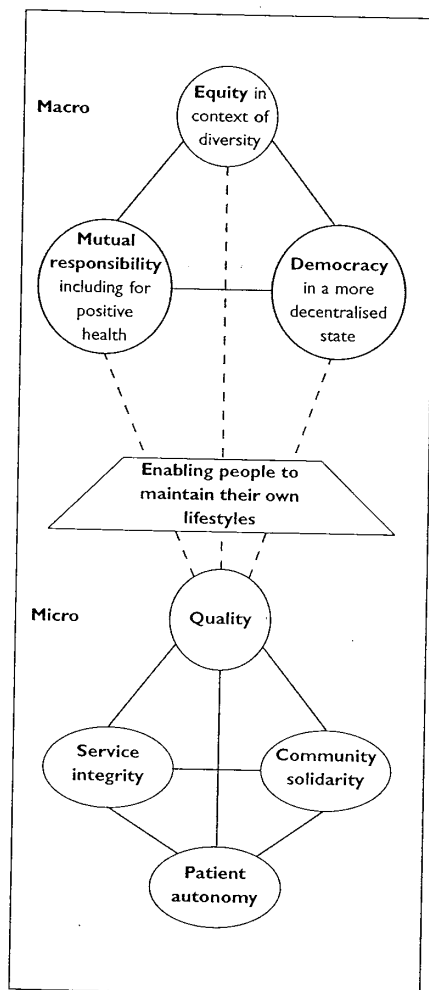 Macro
Equity in
context of
diversity
Mutual
responsibility
including for
positive
health
Democracy
in a more
decentralised
state
Enabling people to
maintain their own
lifestyles
Micro
Quality
Service
integrity
Community
solidarity
Patient
autonomy